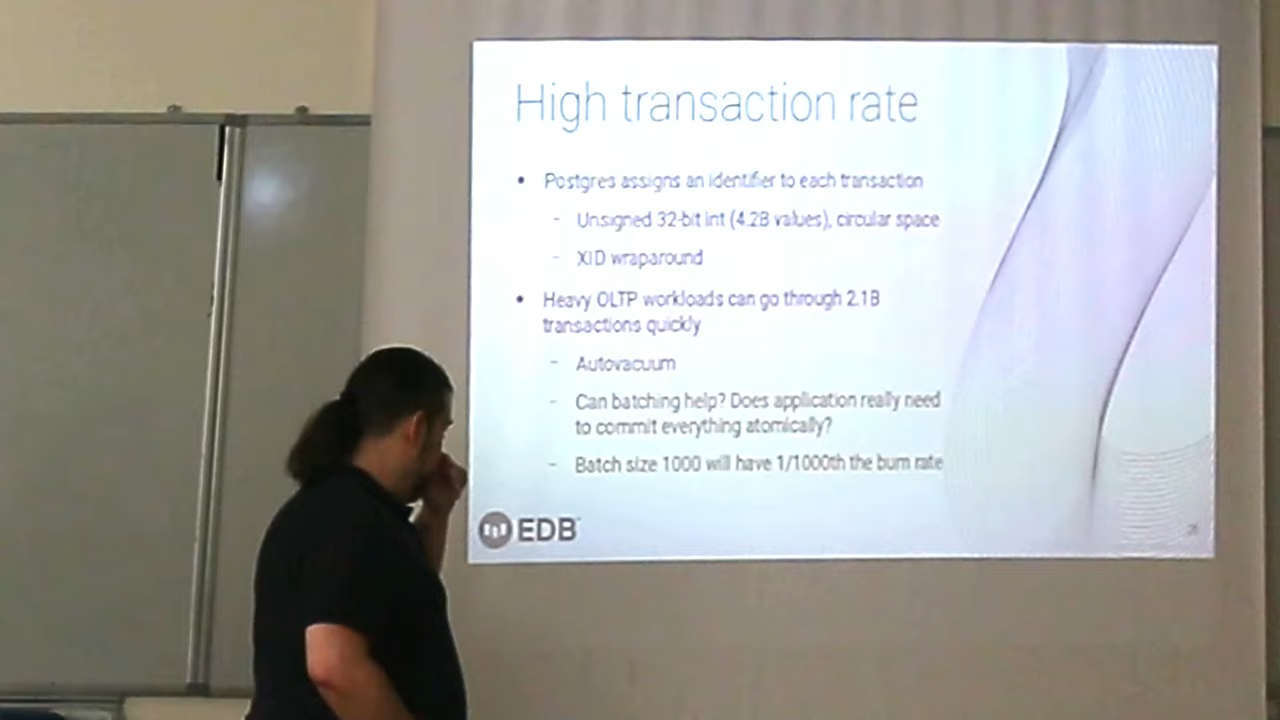 High transaction rate
• Postgres assigns an identifier to each transaction
- Unsigned 32-bit int (4.2B values), circular space
- XID wraparound
• Heavy OLTP workloads can go through 2.1B
transactions quickly
- Autovacuum
- Can batching help? Does application really need
to commit everything atomically?
- Batch size 1000 will have 1/1000th the burn rate
EDB